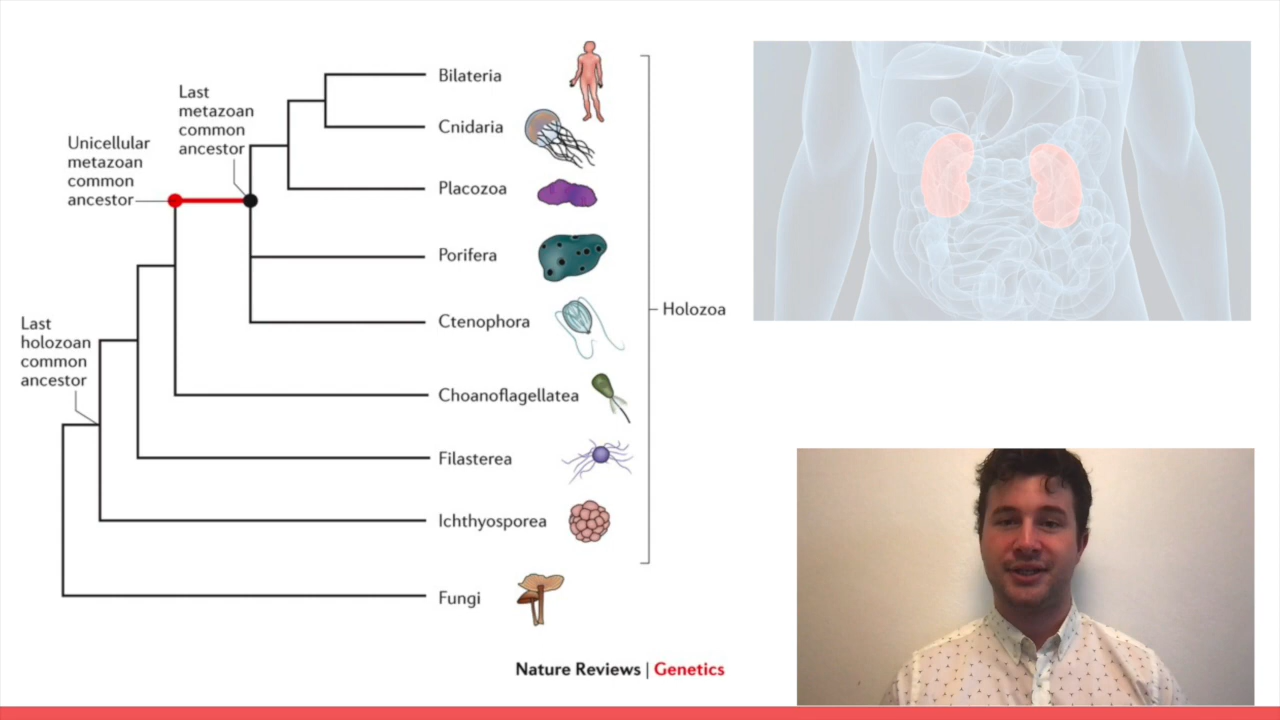 Last
metazoan
common
ancestor
Unicellular
metazoan
common
ancestor
Last
holozoan
common
ancestor
Bilateria
Cnidaria
Placozoa
Porifera
Ctenophora
Choanoflagellatea
Filasterea
Ichthyosporea
Fungi
Holozoa
Nature Reviews | Genetics